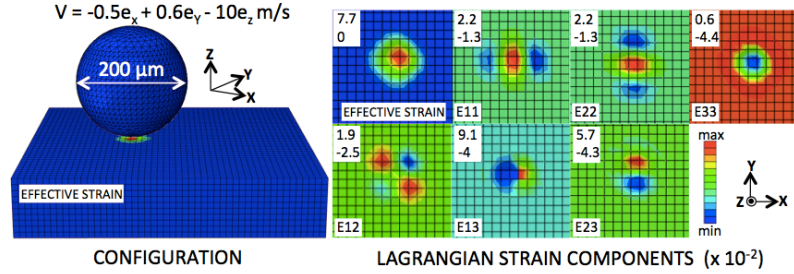 V = -0.5eₓ + 0.6eY - 10ez m/s
200 µm
Z
Y
X
EFFECTIVE STRAIN
CONFIGURATION
7.7
0
EFFECTIVE STRAIN
2.2
-1.3
E11
2.2
-1.3
E22
0.6
-4.4
E33
1.9
-2.5
E12
9.1
-4
E13
5.7
-4.3
E23
max
min
Y
Z
X
LAGRANGIAN STRAIN COMPONENTS (x 10⁻²)